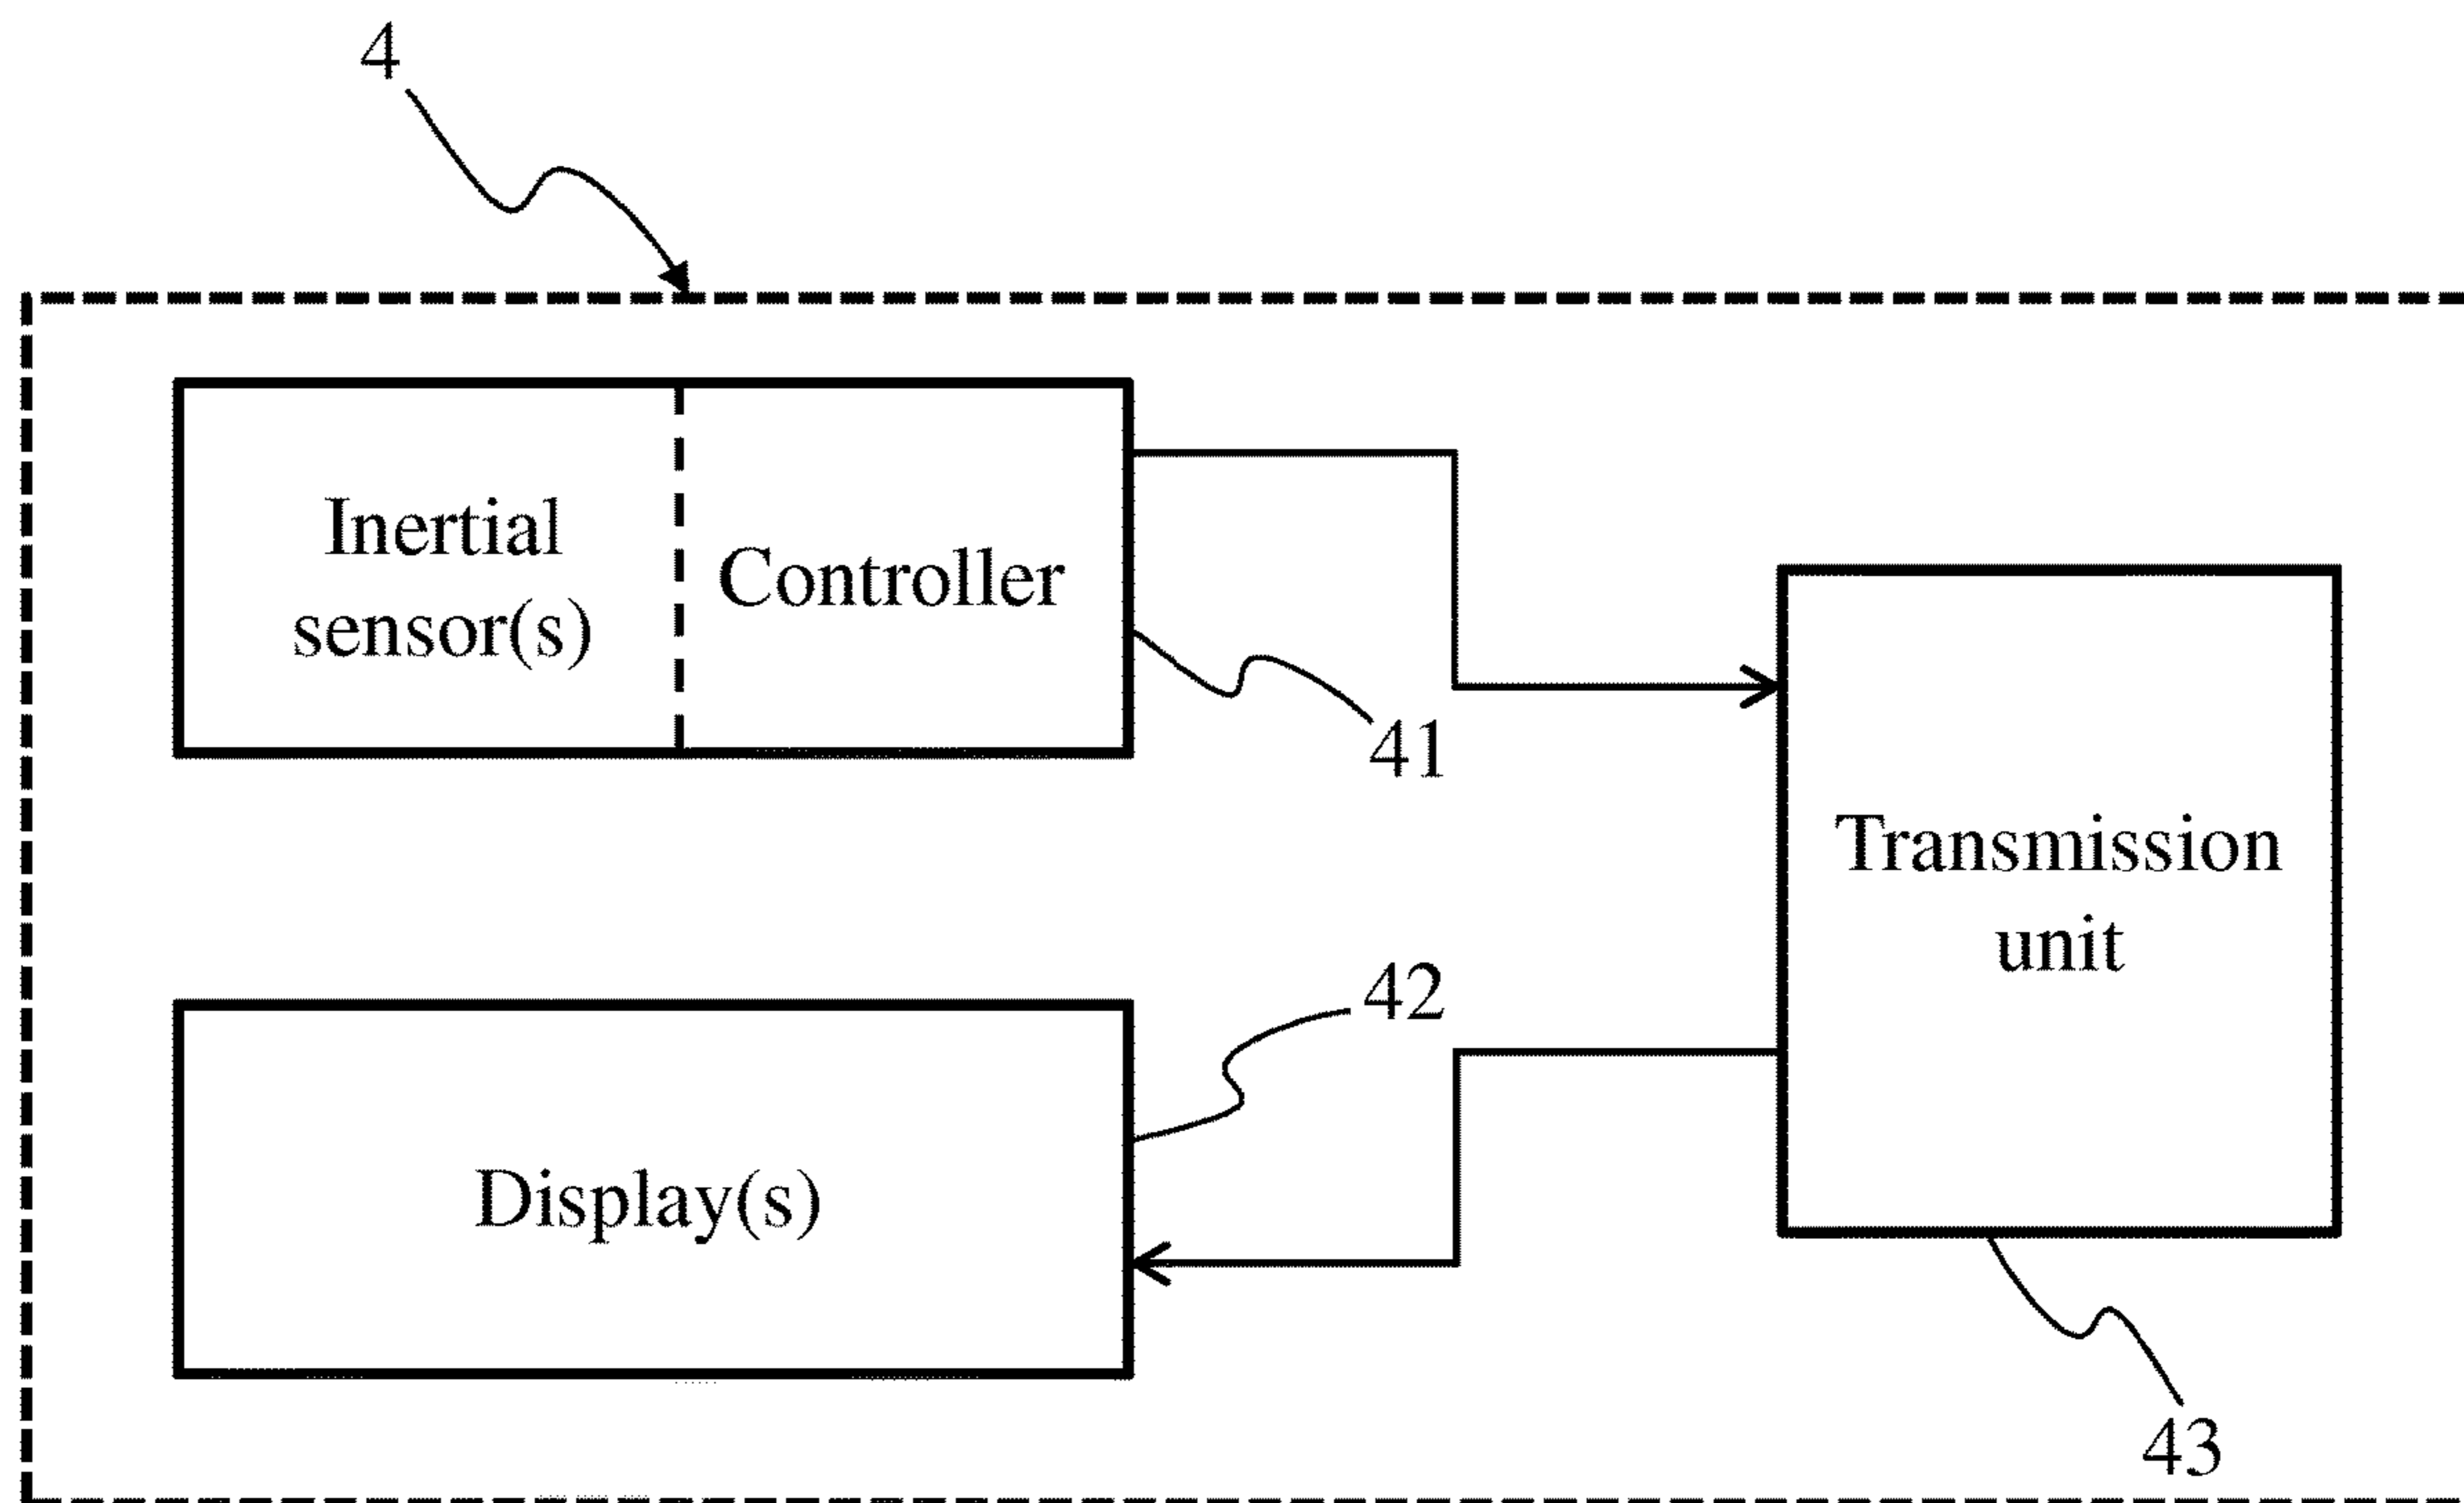 4
Inertial
sensor(s)
Controller
41
Transmission
unit
42
Display(s)
43